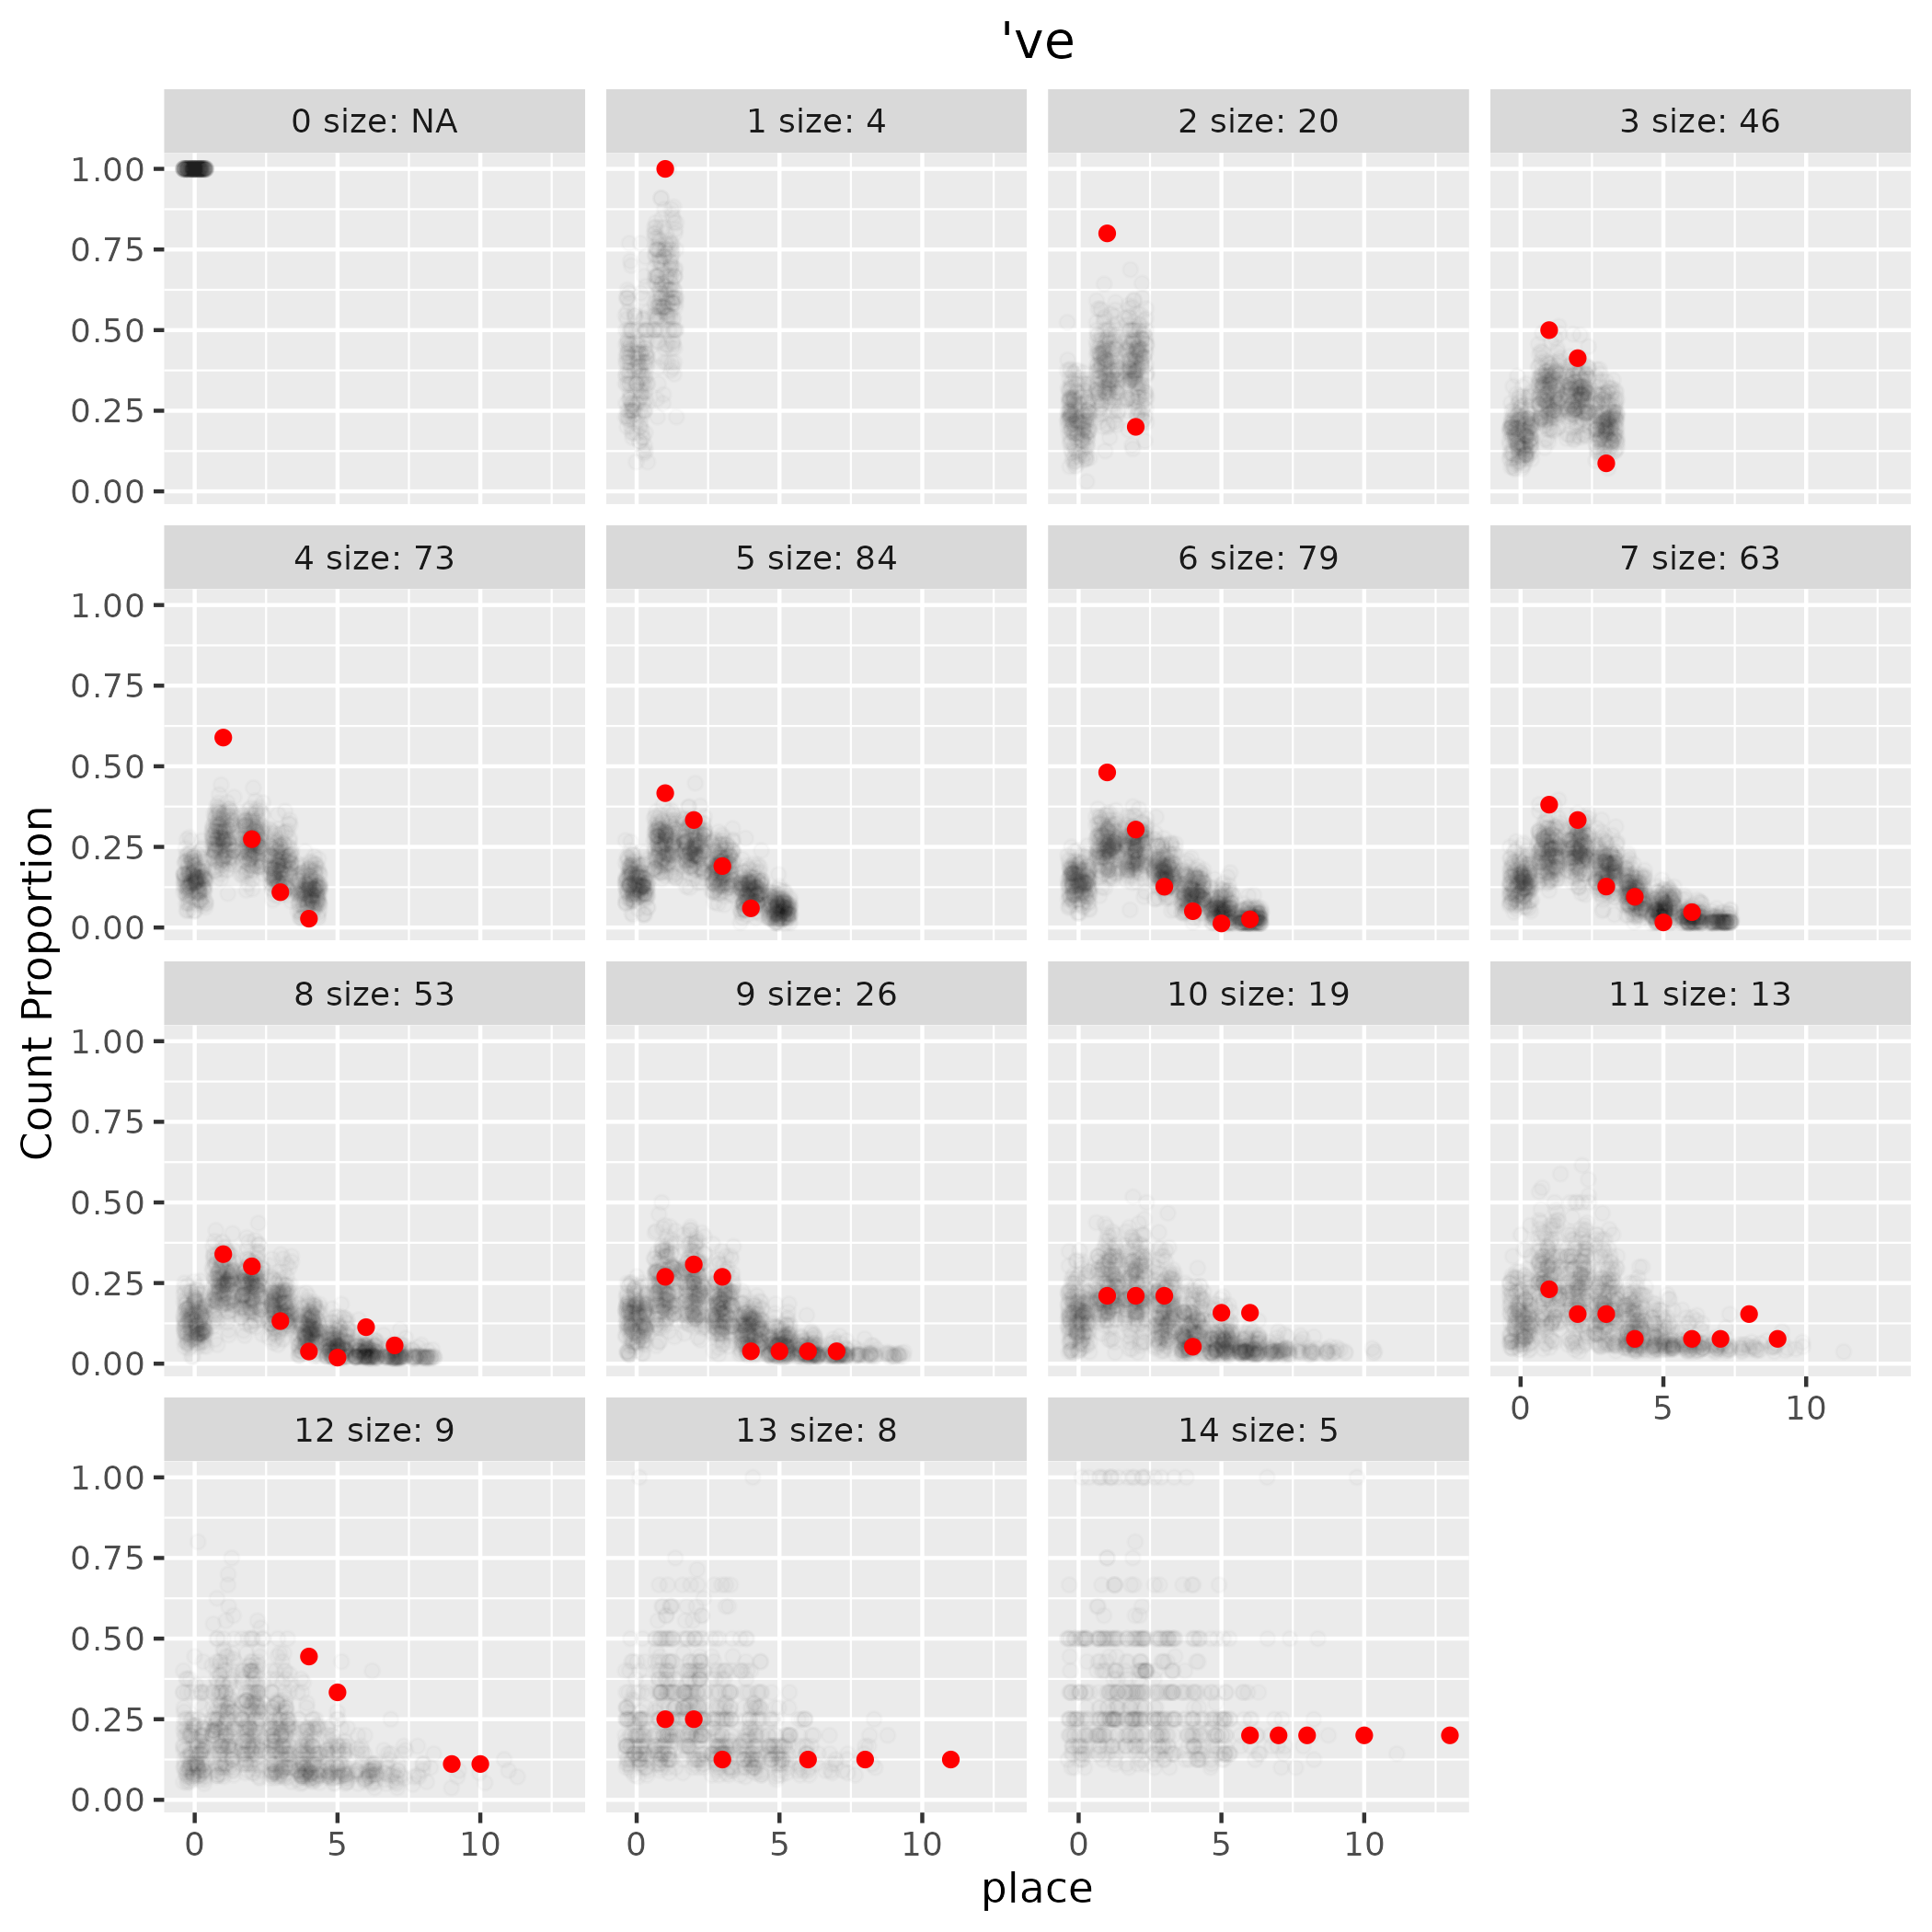 've
0 size: NA
1 size: 4
2 size: 20
3 size: 46
1.00
0.75
0.50
0.25
0.00
4 size: 73
5 size: 84
6 size: 79
7 size: 63
1.00
0.75
0.50
0.25
0.00
Count Proportion
8 size: 53
9 size: 26
10 size: 19
11 size: 13
1.00
0.75
0.50
0.25
0.00
0 5 10
12 size: 9
13 size: 8
14 size: 5
1.00
0.75
0.50
0.25
0.00
0 5 10
0 5 10
0 5 10
place